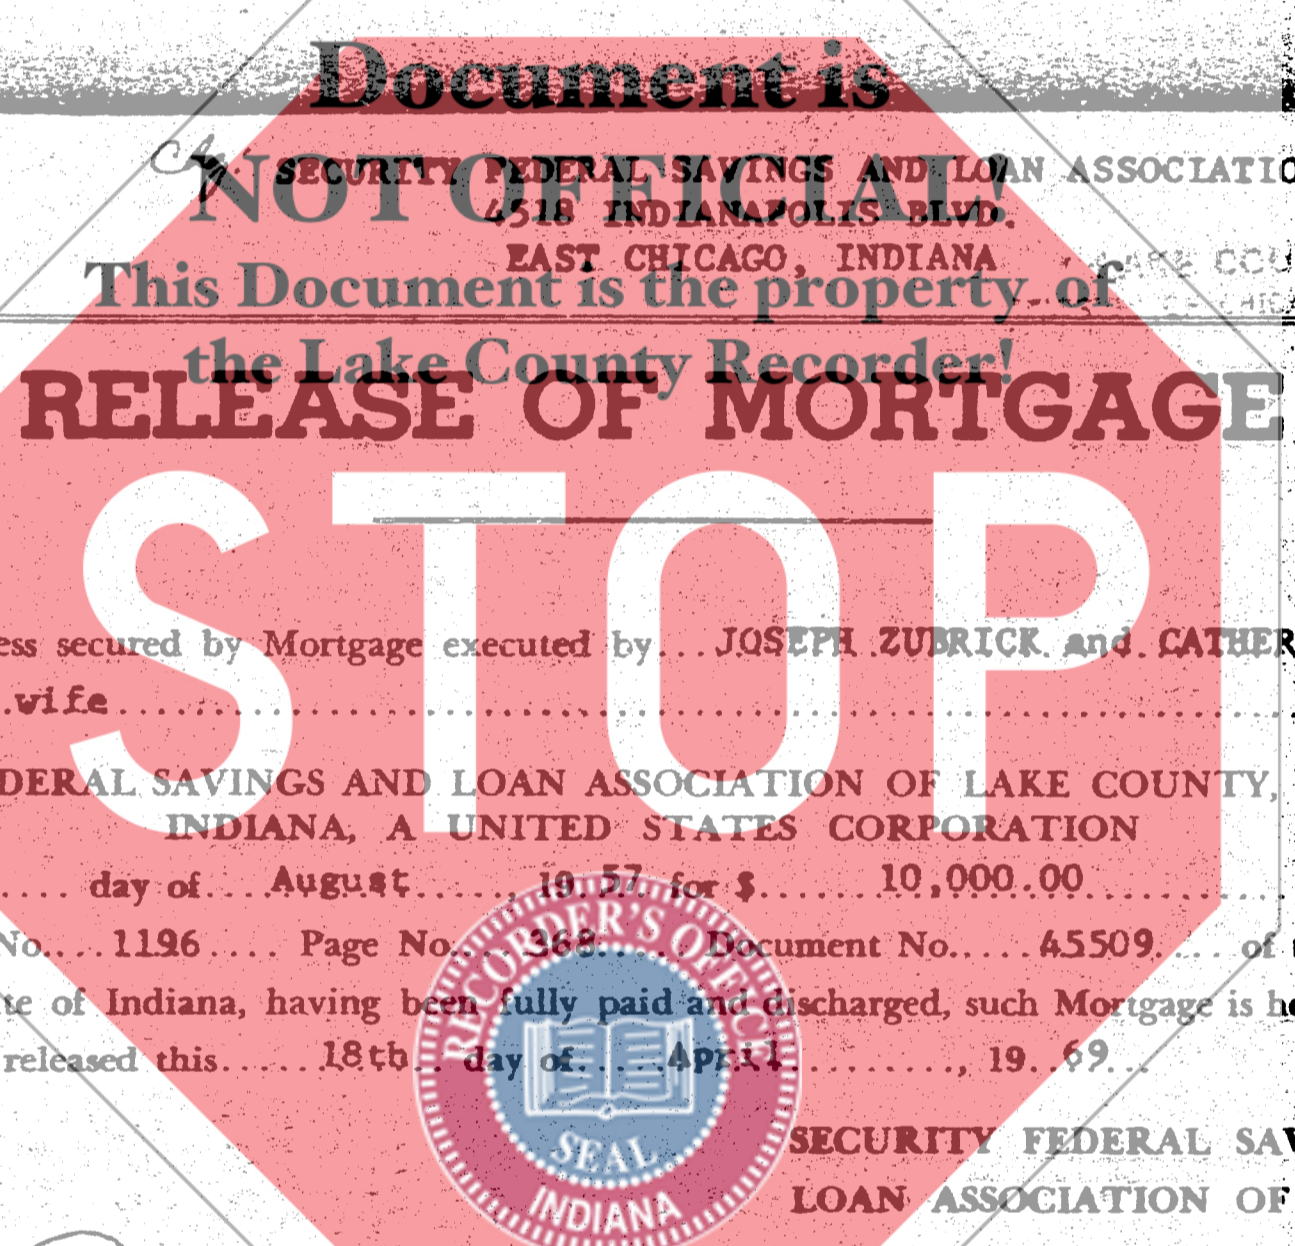 Document is
NOT OFFICIAL!
This Document is the property of
the Lake County Recorder!
SECURITY FEDERAL SAVINGS AND LOAN ASSOCIATIO
4518 INDIANAPOLIS BLVD.
EAST CHICAGO, INDIANA
RELEASE OF MORTGAGE
STOP
ess secured by Mortgage executed by...JOSEPH ZUBRICK and CATHER
wife
DERAL SAVINGS AND LOAN ASSOCIATION OF LAKE COUNTY,
INDIANA, A UNITED STATES CORPORATION
.... day of...August......, 19 57 for $....... 10,000.00
No....1196.... Page No...368.... Document No.....45509.... of
te of Indiana, having been fully paid and discharged, such Mortgage is he
released this......18th.. day of.....April.........., 19..69...
RECORDER'S OFFICE
SEAL
INDIANA
SECURITY FEDERAL SAV
LOAN ASSOCIATION OF